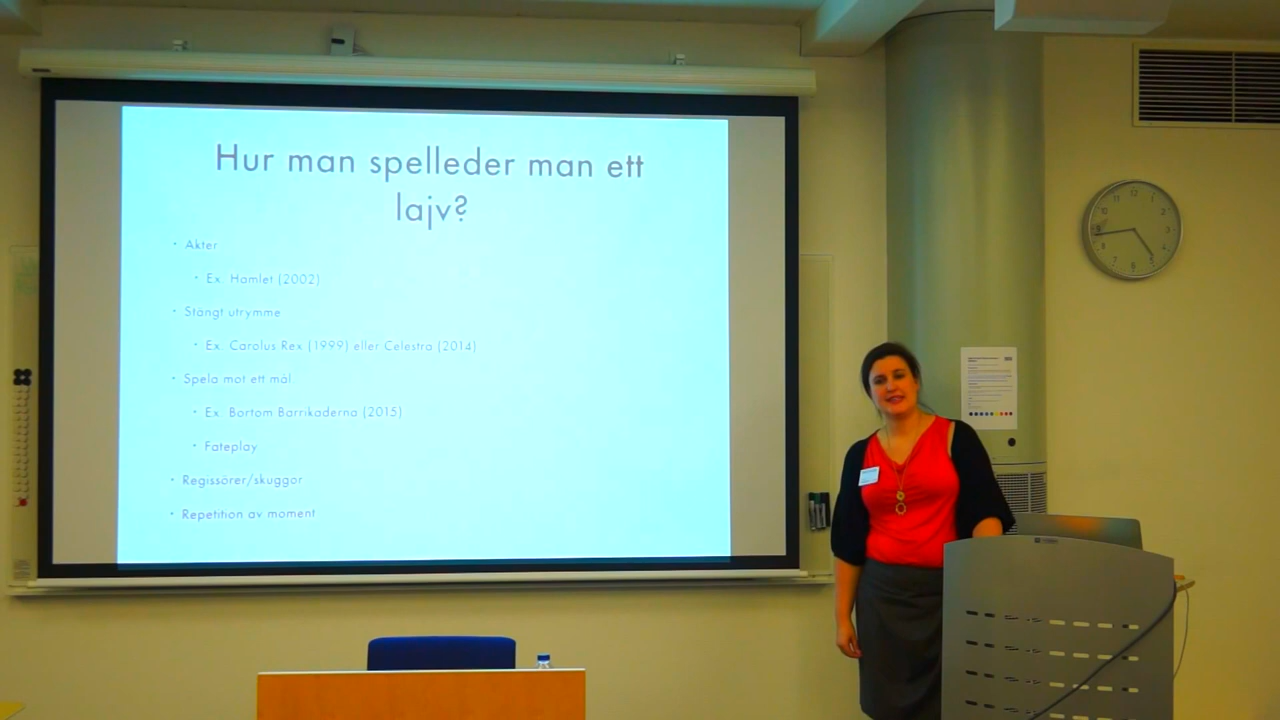 Hur man spelleder man ett
lajv?
• Akter
• Ex. Hamlet (2002)
• Stängt utrymme
• Ex. Carolus Rex (1999) eller Celestra (2014)
• Spela mot ett mål.
• Ex. Bortom Barrikaderna (2015)
• Fateplay
• Regissörer/skuggor
• Repetition av moment